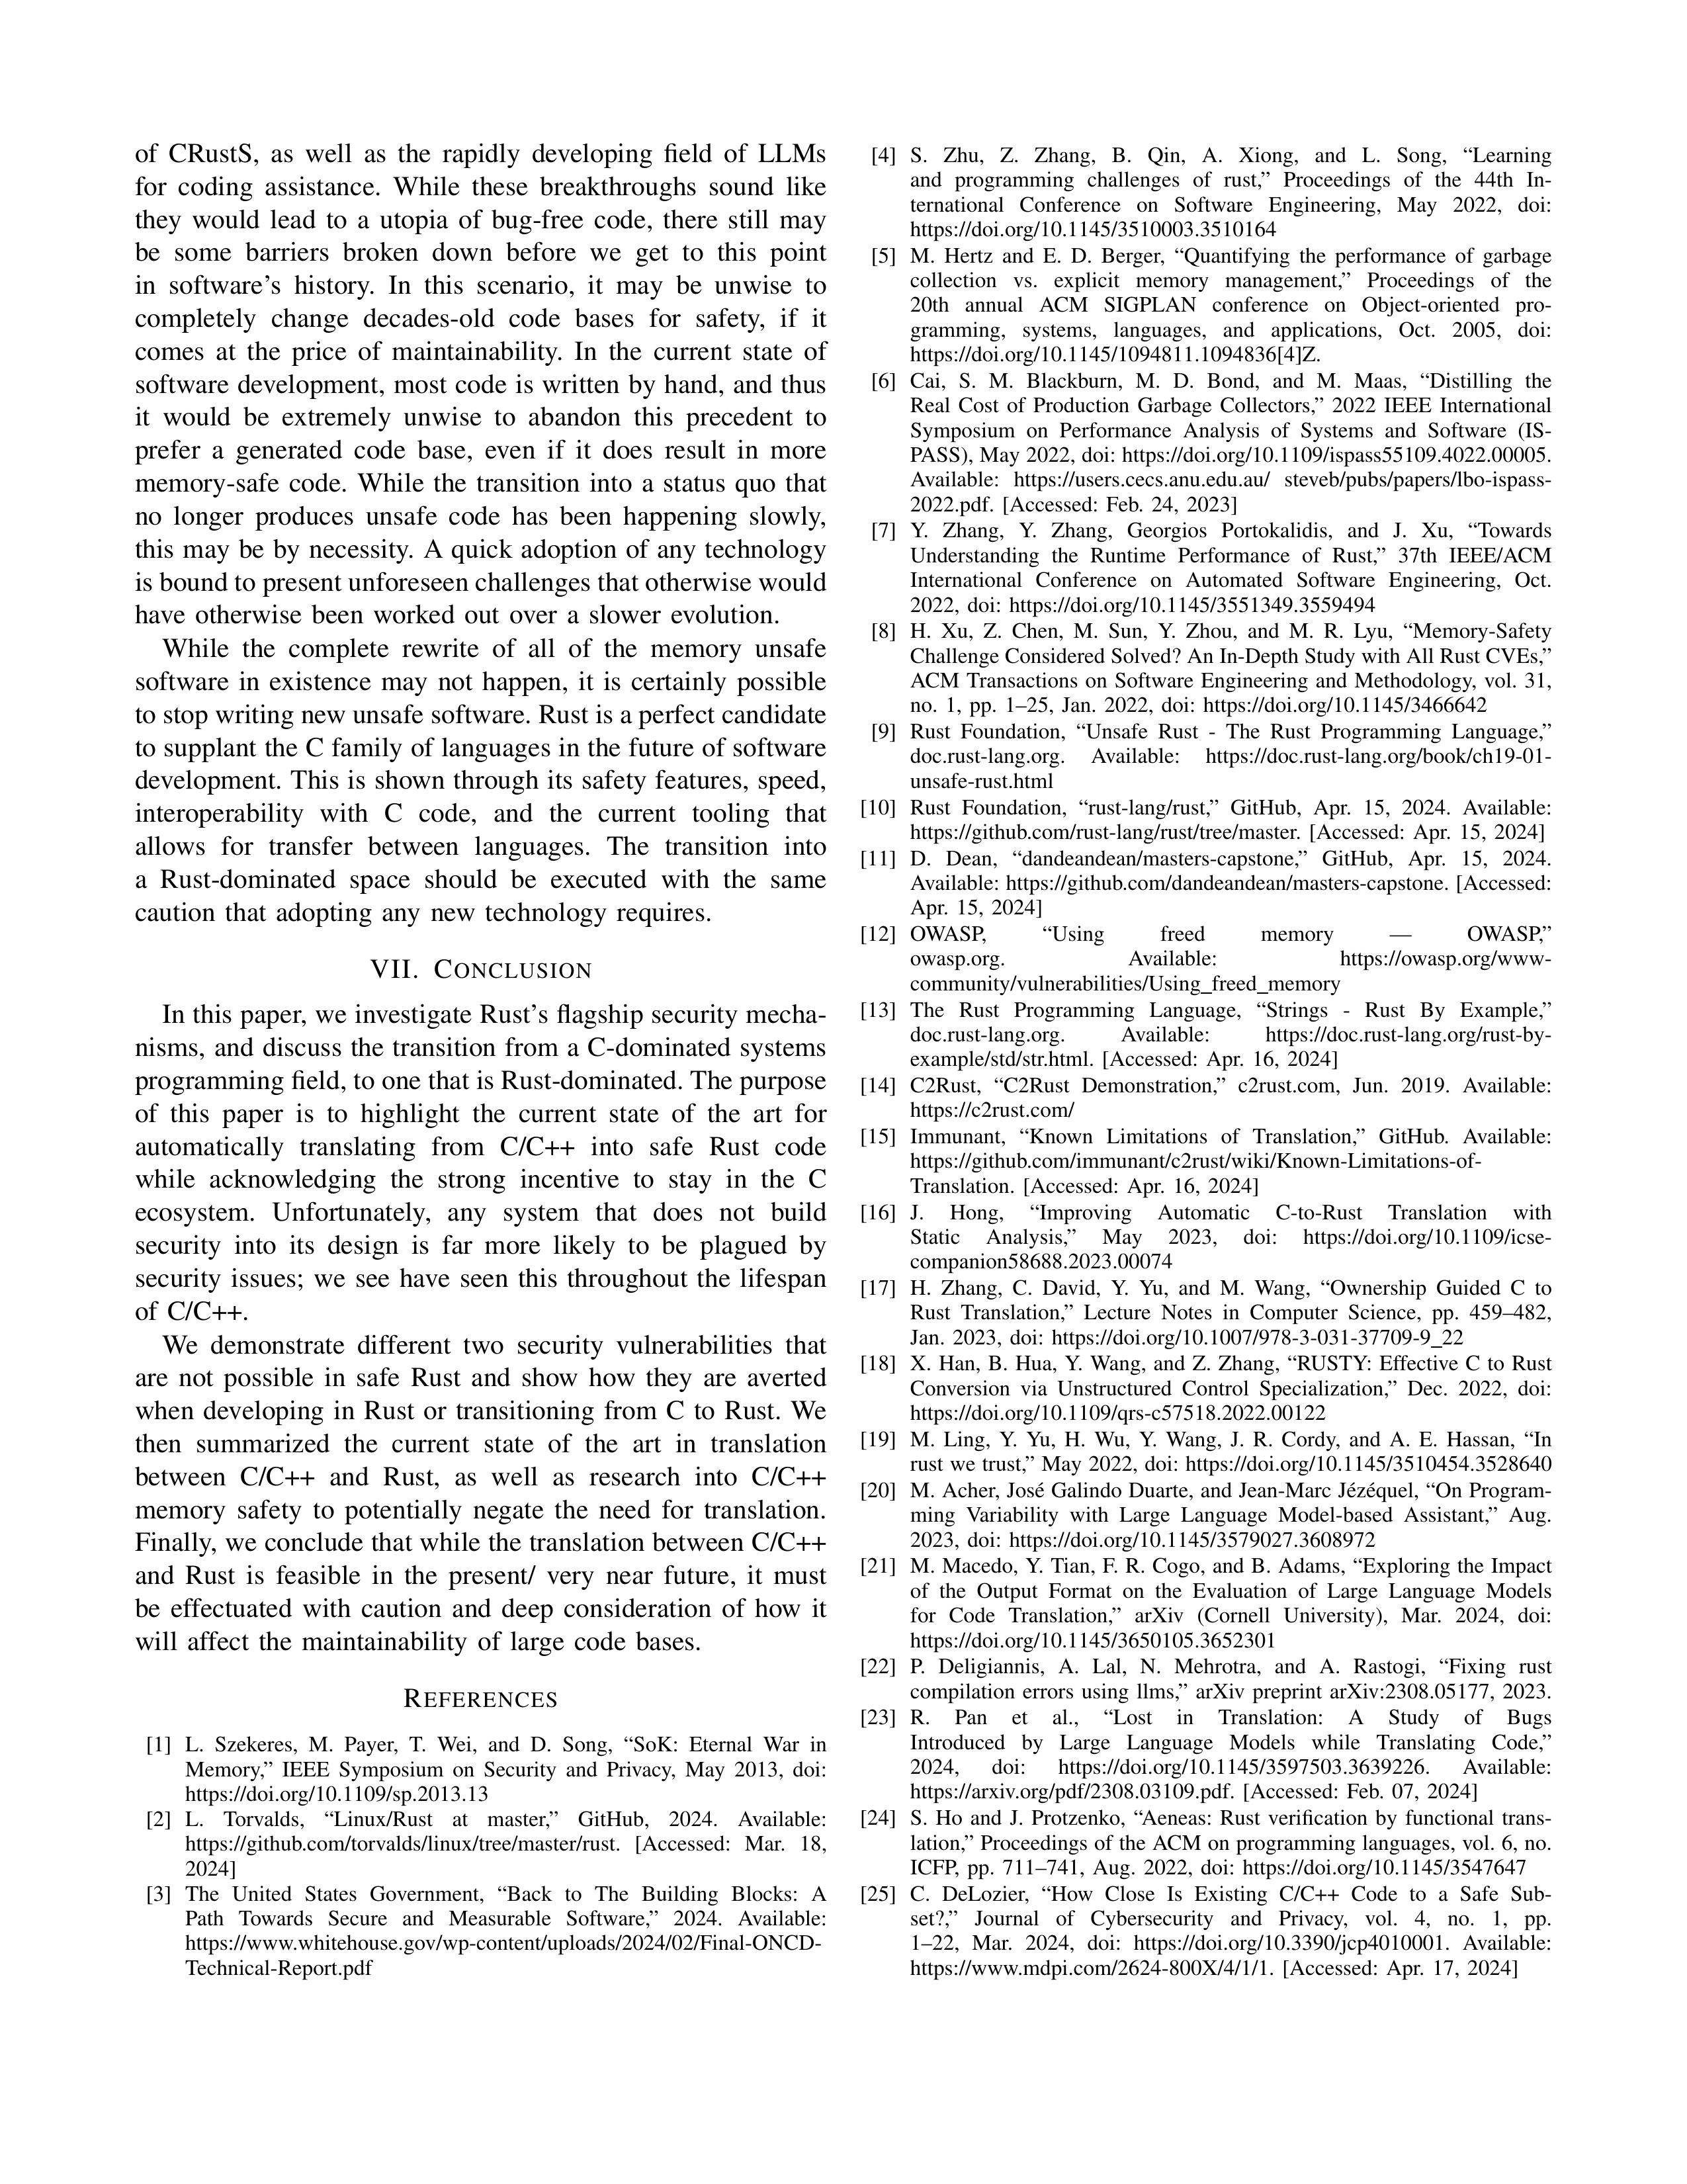 of CRustS, as well as the rapidly developing field of LLMs
for coding assistance. While these breakthroughs sound like
they would lead to a utopia of bug-free code, there still may
be some barriers broken down before we get to this point
in software’s history. In this scenario, it may be unwise to
completely change decades-old code bases for safety, if it
comes at the price of maintainability. In the current state of
software development, most code is written by hand, and thus
it would be extremely unwise to abandon this precedent to
prefer a generated code base, even if it does result in more
memory-safe code. While the transition into a status quo that
no longer produces unsafe code has been happening slowly,
this may be by necessity. A quick adoption of any technology
is bound to present unforeseen challenges that otherwise would
have otherwise been worked out over a slower evolution.
While the complete rewrite of all of the memory unsafe
software in existence may not happen, it is certainly possible
to stop writing new unsafe software. Rust is a perfect candidate
to supplant the C family of languages in the future of software
development. This is shown through its safety features, speed,
interoperability with C code, and the current tooling that
allows for transfer between languages. The transition into
a Rust-dominated space should be executed with the same
caution that adopting any new technology requires.
VII. CONCLUSION
In this paper, we investigate Rust’s flagship security mecha-
nisms, and discuss the transition from a C-dominated systems
programming field, to one that is Rust-dominated. The purpose
of this paper is to highlight the current state of the art for
automatically translating from C/C++ into safe Rust code
while acknowledging the strong incentive to stay in the C
ecosystem. Unfortunately, any system that does not build
security into its design is far more likely to be plagued by
security issues; we see have seen this throughout the lifespan
of C/C++.
We demonstrate different two security vulnerabilities that
are not possible in safe Rust and show how they are averted
when developing in Rust or transitioning from C to Rust. We
then summarized the current state of the art in translation
between C/C++ and Rust, as well as research into C/C++
memory safety to potentially negate the need for translation.
Finally, we conclude that while the translation between C/C++
and Rust is feasible in the present/ very near future, it must
be effectuated with caution and deep consideration of how it
will affect the maintainability of large code bases.
REFERENCES
[1] L. Szekeres, M. Payer, T. Wei, and D. Song, “SoK: Eternal War in
Memory,” IEEE Symposium on Security and Privacy, May 2013, doi:
https://doi.org/10.1109/sp.2013.13
[2] L. Torvalds, “Linux/Rust at master,” GitHub, 2024. Available:
https://github.com/torvalds/linux/tree/master/rust. [Accessed: Mar. 18,
2024]
[3] The United States Government, “Back to The Building Blocks: A
Path Towards Secure and Measurable Software,” 2024. Available:
https://www.whitehouse.gov/wp-content/uploads/2024/02/Final-ONCD-
Technical-Report.pdf
[4] S. Zhu, Z. Zhang, B. Qin, A. Xiong, and L. Song, “Learning
and programming challenges of rust,” Proceedings of the 44th In-
ternational Conference on Software Engineering, May 2022, doi:
https://doi.org/10.1145/3510003.3510164
[5] M. Hertz and E. D. Berger, “Quantifying the performance of garbage
collection vs. explicit memory management,” Proceedings of the
20th annual ACM SIGPLAN conference on Object-oriented pro-
gramming, systems, languages, and applications, Oct. 2005, doi:
https://doi.org/10.1145/1094811.1094836[4]Z.
[6] Cai, S. M. Blackburn, M. D. Bond, and M. Maas, “Distilling the
Real Cost of Production Garbage Collectors,” 2022 IEEE International
Symposium on Performance Analysis of Systems and Software (IS-
PASS), May 2022, doi: https://doi.org/10.1109/ispass55109.4022.00005.
Available: https://users.cecs.anu.edu.au/ steveb/pubs/papers/lbo-ispass-
2022.pdf. [Accessed: Feb. 24, 2023]
[7] Y. Zhang, Y. Zhang, Georgios Portokalidis, and J. Xu, “Towards
Understanding the Runtime Performance of Rust,” 37th IEEE/ACM
International Conference on Automated Software Engineering, Oct.
2022, doi: https://doi.org/10.1145/3551349.3559494
[8] H. Xu, Z. Chen, M. Sun, Y. Zhou, and M. R. Lyu, “Memory-Safety
Challenge Considered Solved? An In-Depth Study with All Rust CVEs,”
ACM Transactions on Software Engineering and Methodology, vol. 31,
no. 1, pp. 1–25, Jan. 2022, doi: https://doi.org/10.1145/3466642
[9] Rust Foundation, “Unsafe Rust - The Rust Programming Language,”
doc.rust-lang.org. Available: https://doc.rust-lang.org/book/ch19-01-
unsafe-rust.html
[10] Rust Foundation, “rust-lang/rust,” GitHub, Apr. 15, 2024. Available:
https://github.com/rust-lang/rust/tree/master. [Accessed: Apr. 15, 2024]
[11] D. Dean, “dandeandean/masters-capstone,” GitHub, Apr. 15, 2024.
Available: https://github.com/dandeandean/masters-capstone. [Accessed:
Apr. 15, 2024]
[12] OWASP, “Using freed memory — OWASP,”
owasp.org. Available: https://owasp.org/www-
community/vulnerabilities/Using_freed_memory
[13] The Rust Programming Language, “Strings - Rust By Example,”
doc.rust-lang.org. Available: https://doc.rust-lang.org/rust-by-
example/std/str.html. [Accessed: Apr. 16, 2024]
[14] C2Rust, “C2Rust Demonstration,” c2rust.com, Jun. 2019. Available:
https://c2rust.com/
[15] Immunant, “Known Limitations of Translation,” GitHub. Available:
https://github.com/immunant/c2rust/wiki/Known-Limitations-of-
Translation. [Accessed: Apr. 16, 2024]
[16] J. Hong, “Improving Automatic C-to-Rust Translation with
Static Analysis,” May 2023, doi: https://doi.org/10.1109/icse-
companion58688.2023.00074
[17] H. Zhang, C. David, Y. Yu, and M. Wang, “Ownership Guided C to
Rust Translation,” Lecture Notes in Computer Science, pp. 459–482,
Jan. 2023, doi: https://doi.org/10.1007/978-3-031-37709-9_22
[18] X. Han, B. Hua, Y. Wang, and Z. Zhang, “RUSTY: Effective C to Rust
Conversion via Unstructured Control Specialization,” Dec. 2022, doi:
https://doi.org/10.1109/qrs-c57518.2022.00122
[19] M. Ling, Y. Yu, H. Wu, Y. Wang, J. R. Cordy, and A. E. Hassan, “In
rust we trust,” May 2022, doi: https://doi.org/10.1145/3510454.3528640
[20] M. Acher, José Galindo Duarte, and Jean-Marc Jézéquel, “On Program-
ming Variability with Large Language Model-based Assistant,” Aug.
2023, doi: https://doi.org/10.1145/3579027.3608972
[21] M. Macedo, Y. Tian, F. R. Cogo, and B. Adams, “Exploring the Impact
of the Output Format on the Evaluation of Large Language Models
for Code Translation,” arXiv (Cornell University), Mar. 2024, doi:
https://doi.org/10.1145/3650105.3652301
[22] P. Deligiannis, A. Lal, N. Mehrotra, and A. Rastogi, “Fixing rust
compilation errors using llms,” arXiv preprint arXiv:2308.05177, 2023.
[23] R. Pan et al., “Lost in Translation: A Study of Bugs
Introduced by Large Language Models while Translating Code,”
2024, doi: https://doi.org/10.1145/3597503.3639226. Available:
https://arxiv.org/pdf/2308.03109.pdf. [Accessed: Feb. 07, 2024]
[24] S. Ho and J. Protzenko, “Aeneas: Rust verification by functional trans-
lation,” Proceedings of the ACM on programming languages, vol. 6, no.
ICFP, pp. 711–741, Aug. 2022, doi: https://doi.org/10.1145/3547647
[25] C. DeLozier, “How Close Is Existing C/C++ Code to a Safe Sub-
set?,” Journal of Cybersecurity and Privacy, vol. 4, no. 1, pp.
1–22, Mar. 2024, doi: https://doi.org/10.3390/jcp4010001. Available:
https://www.mdpi.com/2624-800X/4/1/1. [Accessed: Apr. 17, 2024]